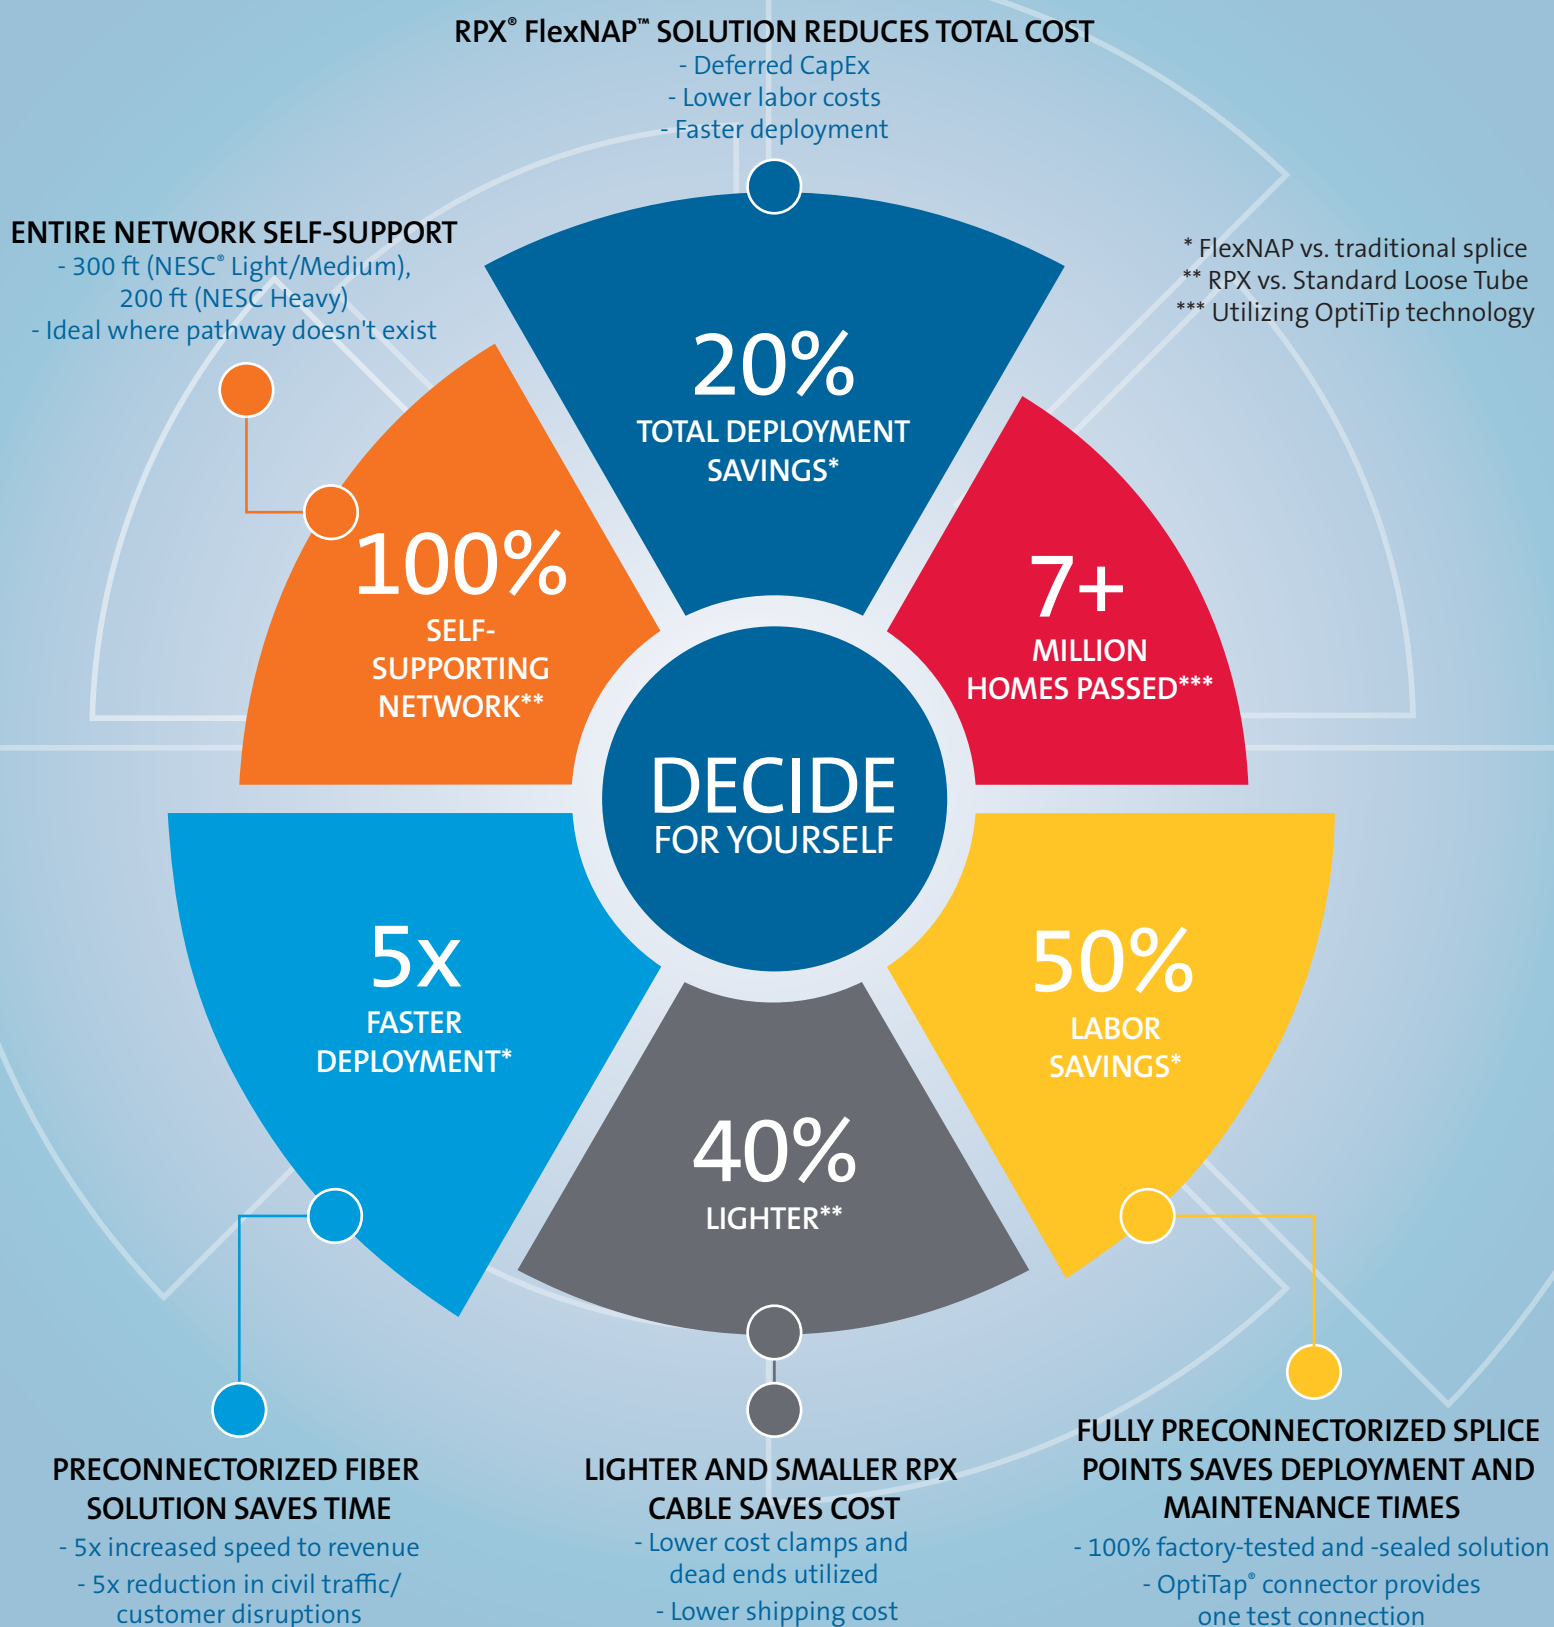 RPX® FlexNAP™ SOLUTION REDUCES TOTAL COST
- Deferred CapEx
- Lower labor costs
- Faster deployment
ENTIRE NETWORK SELF-SUPPORT
- 300 ft (NESC® Light/Medium),
200 ft (NESC Heavy)
- Ideal where pathway doesn't exist
* FlexNAP vs. traditional splice
** RPX vs. Standard Loose Tube
*** Utilizing OptiTip technology
20%
TOTAL DEPLOYMENT
SAVINGS*
100%
SELF-
SUPPORTING
NETWORK**
7+
MILLION
HOMES PASSED***
DECIDE
FOR YOURSELF
5x
FASTER
DEPLOYMENT*
50%
LABOR
SAVINGS*
40%
LIGHTER**
PRECONNECTORIZED FIBER
SOLUTION SAVES TIME
- 5x increased speed to revenue
- 5x reduction in civil traffic/
customer disruptions
LIGHTER AND SMALLER RPX
CABLE SAVES COST
- Lower cost clamps and
dead ends utilized
- Lower shipping cost
FULLY PRECONNECTORIZED SPLICE
POINTS SAVES DEPLOYMENT AND
MAINTENANCE TIMES
- 100% factory-tested and -sealed solution
- OptiTap® connector provides
one test connection